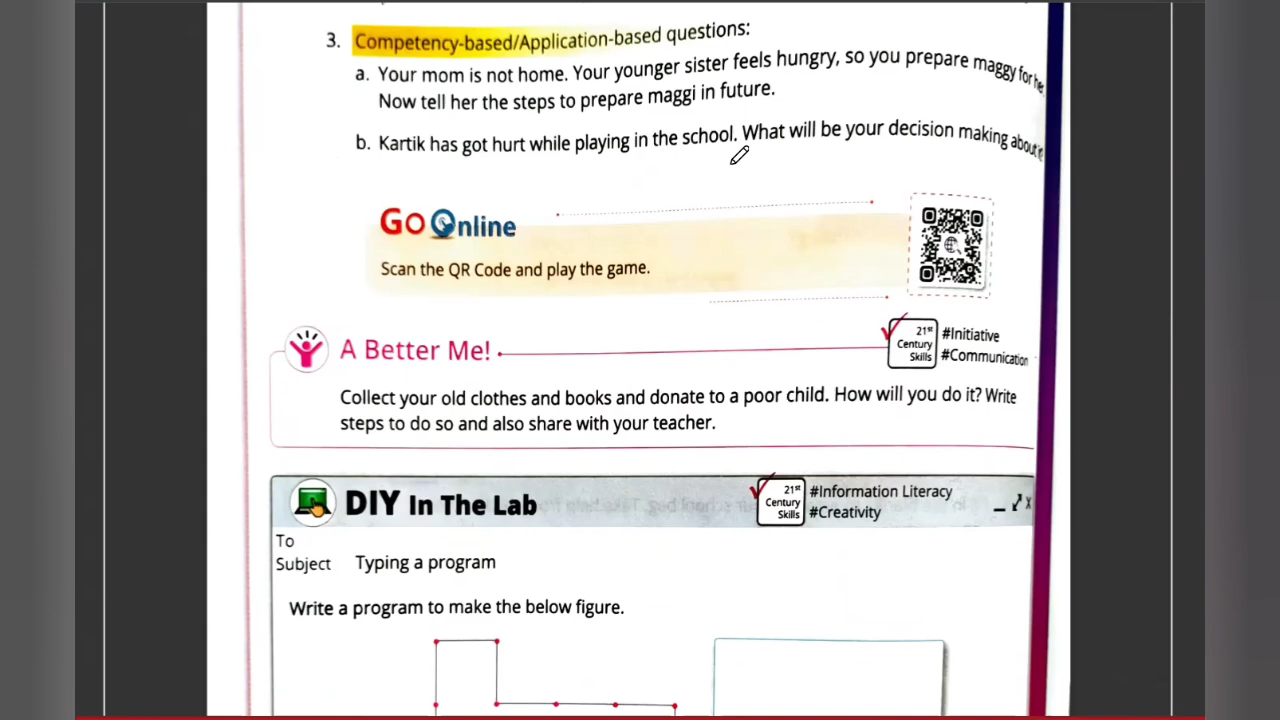 3. Competency-based/Application-based questions:
a. Your mom is not home. Your younger sister feels hungry, so you prepare maggy for her.
Now tell her the steps to prepare maggi in future.
b. Kartik has got hurt while playing in the school. What will be your decision making about it
Go Online
Scan the QR Code and play the game.
A Better Me!
21st Century Skills
#Initiative
#Communication
Collect your old clothes and books and donate to a poor child. How will you do it? Write
steps to do so and also share with your teacher.
DIY In The Lab
21st Century Skills
#Information Literacy
#Creativity
To
Subject Typing a program
Write a program to make the below figure.